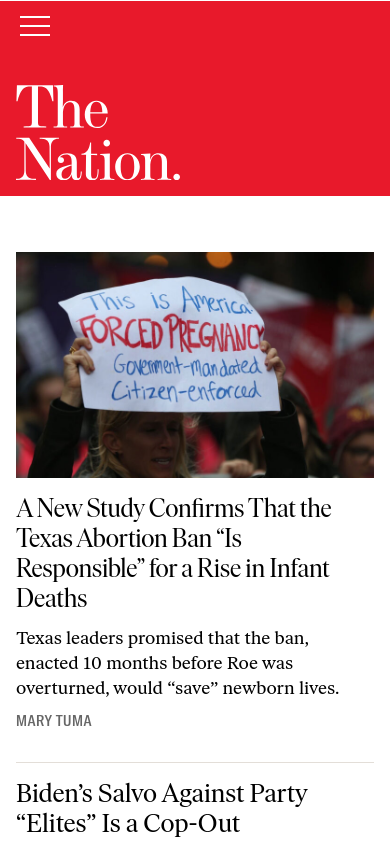 The
Nation.
This is America.
FORCED PREGNANCY
Government-mandated
Citizen-enforced
A New Study Confirms That the
Texas Abortion Ban “Is
Responsible” for a Rise in Infant
Deaths
Texas leaders promised that the ban,
enacted 10 months before Roe was
overturned, would “save” newborn lives.
MARY TUMA
Biden’s Salvo Against Party
“Elites” Is a Cop-Out